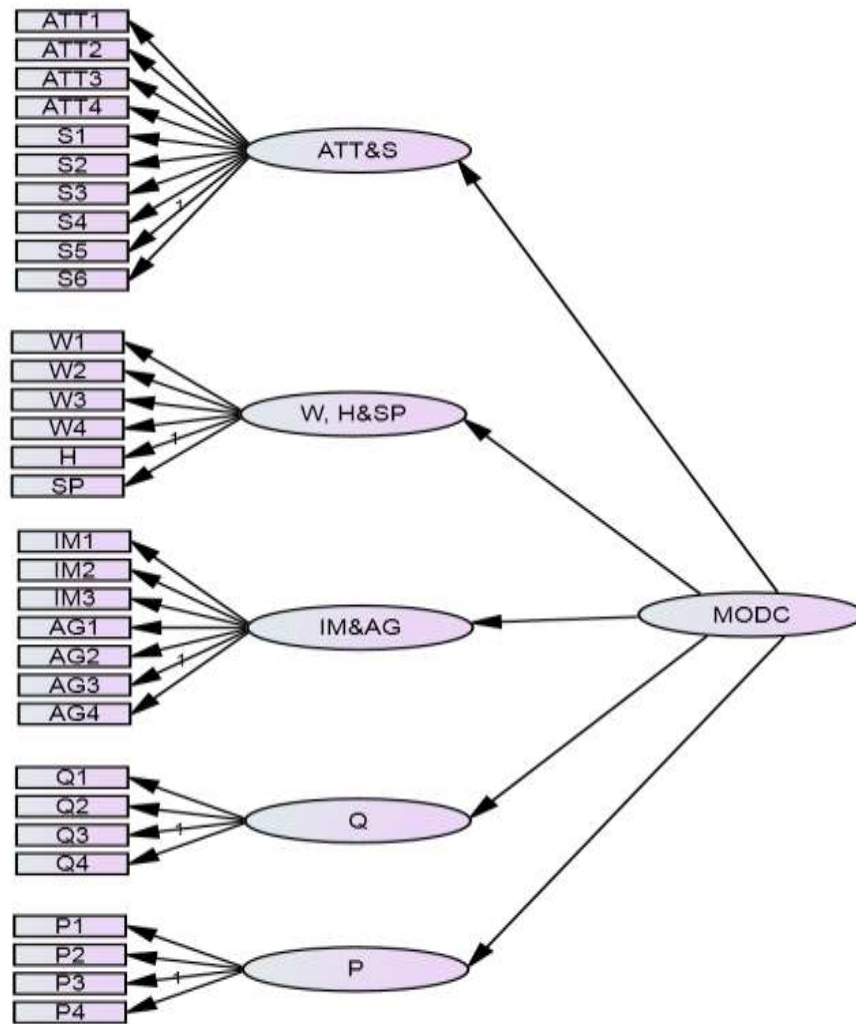 ATT1
ATT2
ATT3
ATT4
S1
S2
S3
S4
S5
S6
1
ATT&S
W1
W2
W3
W4
H
SP
1
W, H&SP
IM1
IM2
IM3
AG1
AG2
AG3
AG4
1
IM&AG
MODC
Q1
Q2
Q3
Q4
1
Q
P1
P2
P3
P4
1
P